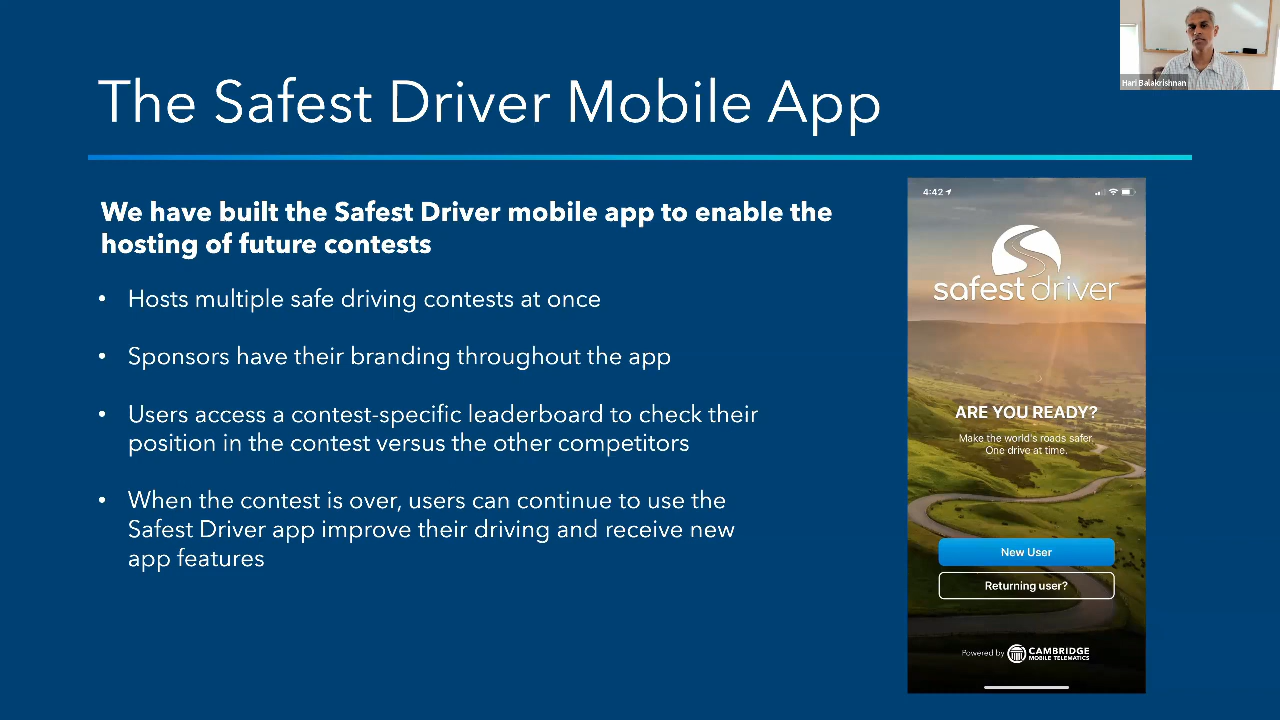 Hari Balakrishnan
The Safest Driver Mobile App
We have built the Safest Driver mobile app to enable the
hosting of future contests
• Hosts multiple safe driving contests at once
• Sponsors have their branding throughout the app
• Users access a contest-specific leaderboard to check their
position in the contest versus the other competitors
• When the contest is over, users can continue to use the
Safest Driver app improve their driving and receive new
app features
4:42
safest driver
ARE YOU READY?
Make the world's roads safer.
One drive at time.
New User
Returning user?
Powered by CAMBRIDGE
MOBILE TELEMATICS